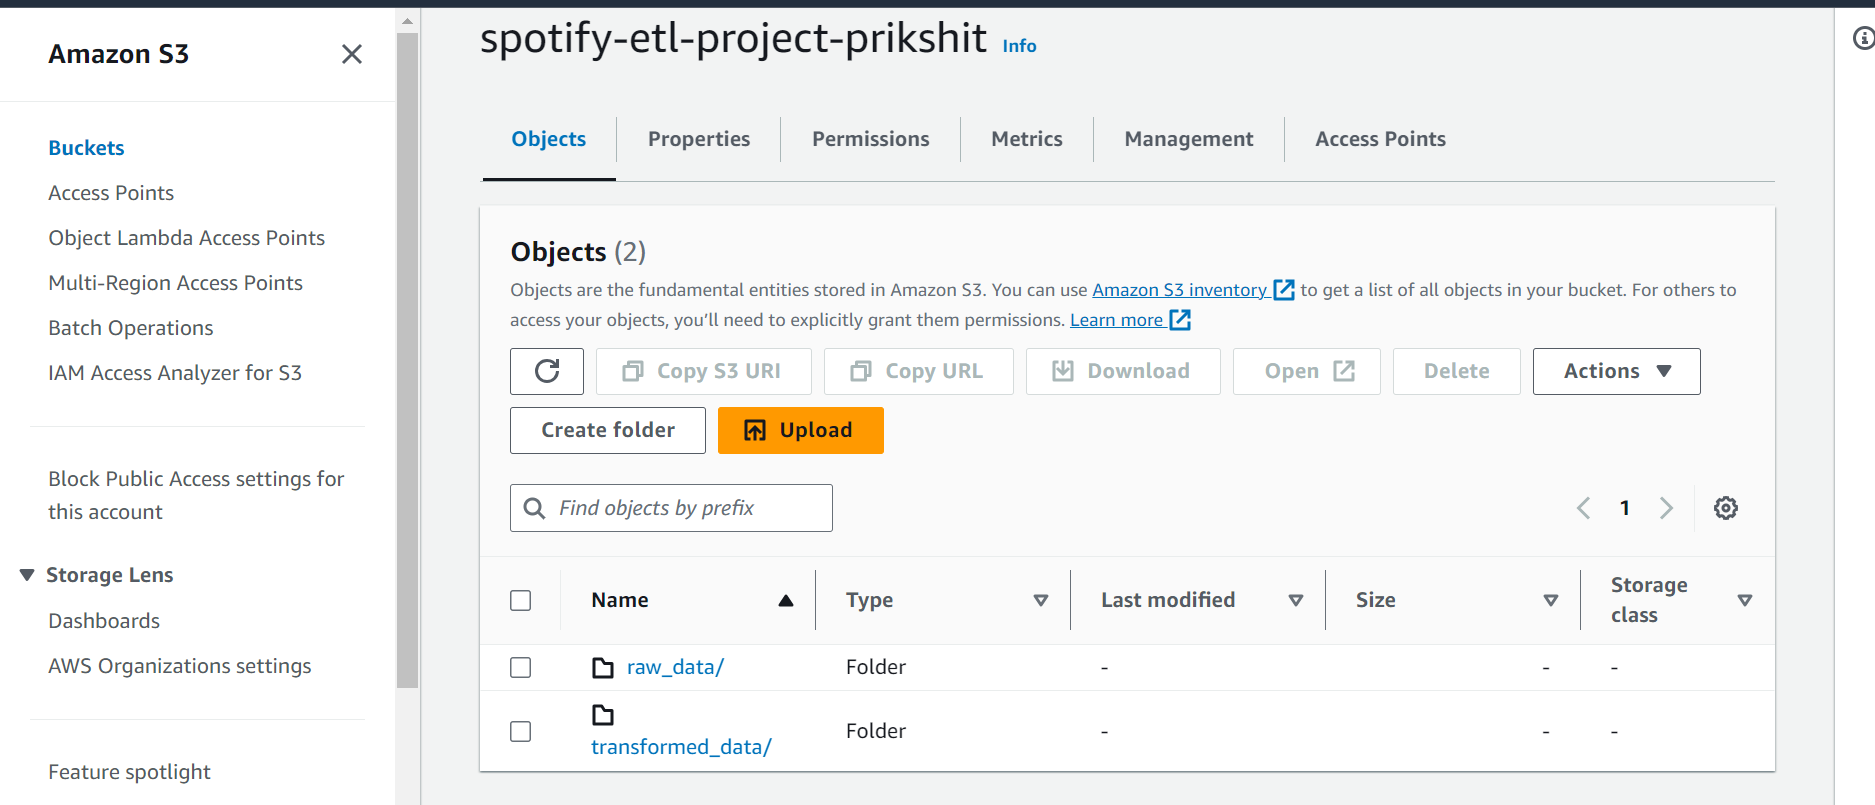 Amazon S3
Buckets
Access Points
Object Lambda Access Points
Multi-Region Access Points
Batch Operations
IAM Access Analyzer for S3
Block Public Access settings for
this account
Storage Lens
Dashboards
AWS Organizations settings
Feature spotlight
spotify-etl-project-prikshit Info
Objects Properties Permissions Metrics Management Access Points
Objects (2)
Objects are the fundamental entities stored in Amazon S3. You can use Amazon S3 inventory to get a list of all objects in your bucket. For others to
access your objects, you’ll need to explicitly grant them permissions. Learn more
Copy S3 URI Copy URL Download Open Delete Actions
Create folder Upload
Find objects by prefix 1
Name Type Last modified Size Storage
class
raw_data/ Folder - - -
transformed_data/ Folder - - -